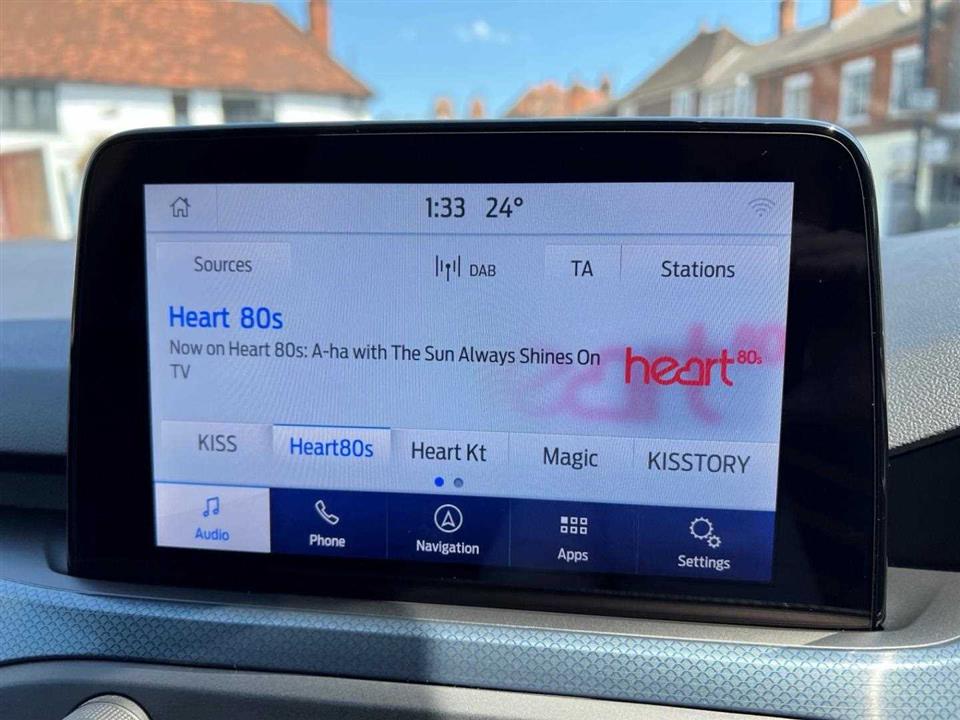 1:33 24°
Sources DAB TA Stations
Heart 80s
Now on Heart 80s: A-ha with The Sun Always Shines On
TV
heart 80s
KISS Heart80s Heart Kt Magic KISSTORY
Audio Phone Navigation Apps Settings